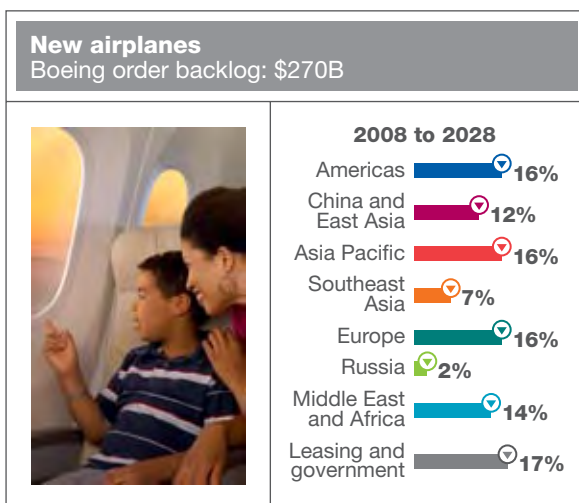 New airplanes
Boeing order backlog: $270B
2008 to 2028
Americas 16%
China and
East Asia 12%
Asia Pacific 16%
Southeast
Asia 7%
Europe 16%
Russia 2%
Middle East
and Africa 14%
Leasing and
government 17%